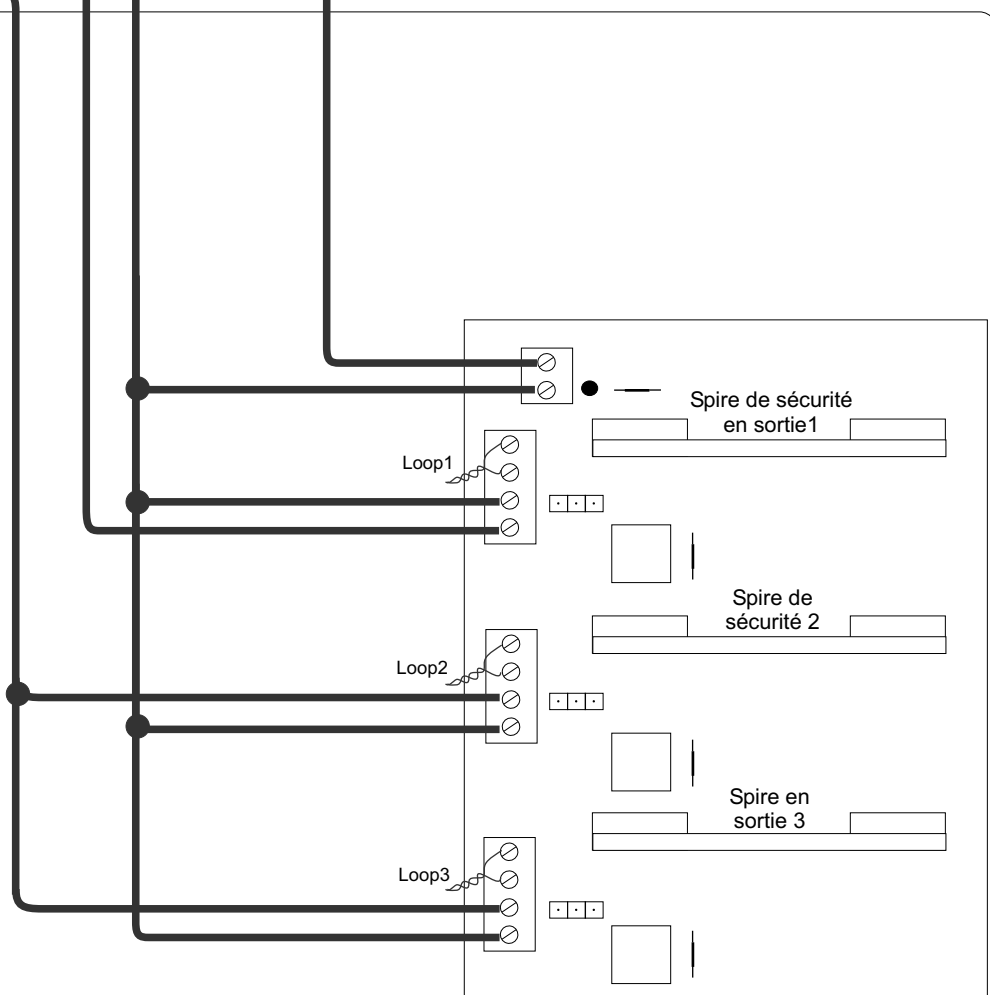 Spire de sécurité
en sortie1
Loop1
Spire de
sécurité 2
Loop2
Spire en
sortie 3
Loop3